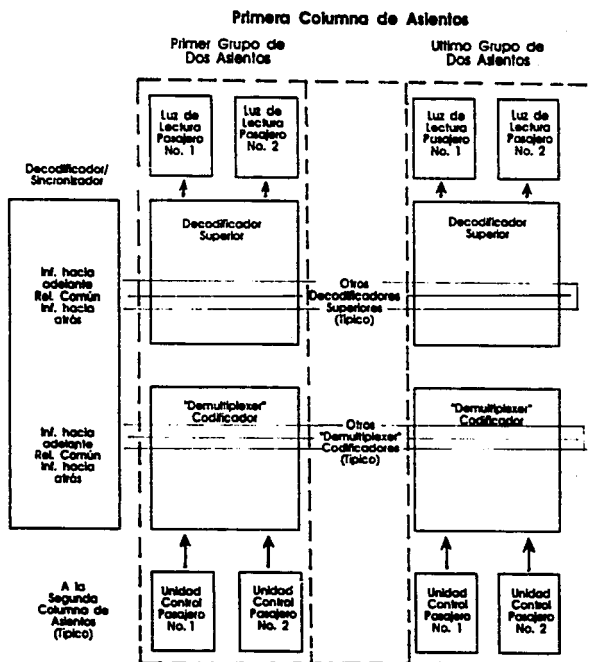 Primera Columna de Asientos
Primer Grupo de
Dos Asientos
Ultimo Grupo de
Dos Asientos
Luz de
Lectura
Pasajero
No. 1
Luz de
Lectura
Pasajero
No. 2
Luz de
Lectura
Pasajero
No. 1
Luz de
Lectura
Pasajero
No. 2
Decodificador/
Sincronizador
Decodificador
Superior
Decodificador
Superior
Inf. hacia
adelante
Rel. Común
Inf. hacia
atrás
Otros
Decodificadores
Superiores
(Típico)
"Demultiplexer"
Codificador
"Demultiplexer"
Codificador
Inf. hacia
adelante
Rel. Común
Inf. hacia
atrás
Otros
"Demultiplexer"
Codificadores
(Típico)
A la
Segunda
Columna de
Asientos
(Típico)
Unidad
Control
Pasajero
No. 1
Unidad
Control
Pasajero
No. 2
Unidad
Control
Pasajero
No. 1
Unidad
Control
Pasajero
No. 2